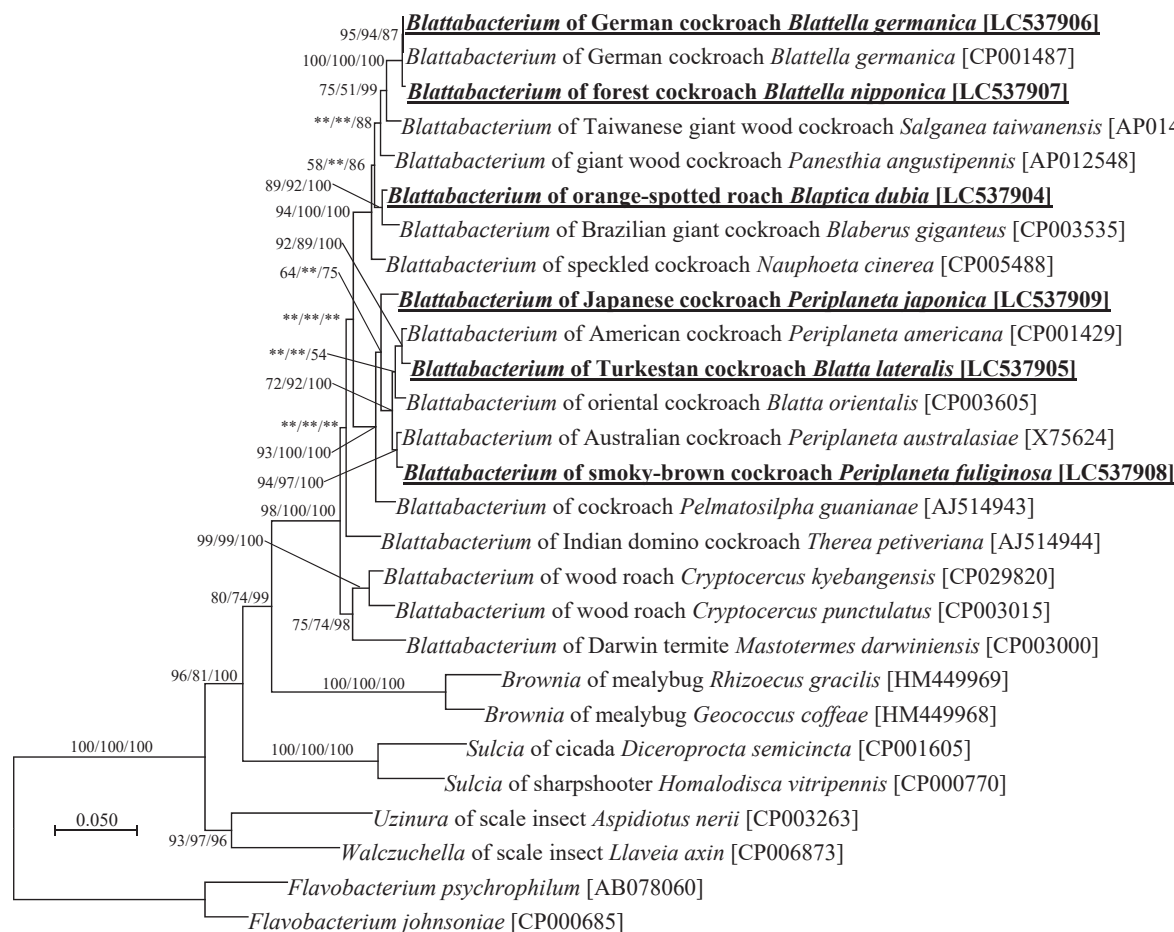 Blattabacterium of German cockroach Blattella germanica [LC537906]
95/94/87
Blattabacterium of German cockroach Blattella germanica [CP001487]
100/100/100
75/51/99
Blattabacterium of forest cockroach Blattella nipponica [LC537907]
**/**/88
Blattabacterium of Taiwanese giant wood cockroach Salganea taiwanensis [AP014
58/**/86
Blattabacterium of giant wood cockroach Panesthia angustipennis [AP012548]
89/92/100
Blattabacterium of orange-spotted roach Blaptica dubia [LC537904]
94/100/100
Blattabacterium of Brazilian giant cockroach Blaberus giganteus [CP003535]
92/89/100
Blattabacterium of speckled cockroach Nauphoeta cinerea [CP005488]
64/**/75
Blattabacterium of Japanese cockroach Periplaneta japonica [LC537909]
**/**/**
Blattabacterium of American cockroach Periplaneta americana [CP001429]
**/**/54
Blattabacterium of Turkestan cockroach Blatta lateralis [LC537905]
72/92/100
Blattabacterium of oriental cockroach Blatta orientalis [CP003605]
**/**/**
Blattabacterium of Australian cockroach Periplaneta australasiae [X75624]
93/100/100
Blattabacterium of smoky-brown cockroach Periplaneta fuliginosa [LC537908]
94/97/100
Blattabacterium of cockroach Pelmatosilpha guanianae [AJ514943]
98/100/100
Blattabacterium of Indian domino cockroach Therea petiveriana [AJ514944]
99/99/100
Blattabacterium of wood roach Cryptocercus kyebangensis [CP029820]
80/74/99
Blattabacterium of wood roach Cryptocercus punctulatus [CP003015]
75/74/98
Blattabacterium of Darwin termite Mastotermes darwiniensis [CP003000]
96/81/100
Brownia of mealybug Rhizoecus gracilis [HM449969]
100/100/100
Brownia of mealybug Geococcus coffeae [HM449968]
100/100/100
100/100/100
Sulcia of cicada Diceroprocta semicincta [CP001605]
Sulcia of sharpshooter Homalodisca vitripennis [CP000770]
0.050
Uzinura of scale insect Aspidiotus nerii [CP003263]
93/97/96
Walczuchella of scale insect Llaveia axin [CP006873]
Flavobacterium psychrophilum [AB078060]
Flavobacterium johnsoniae [CP000685]